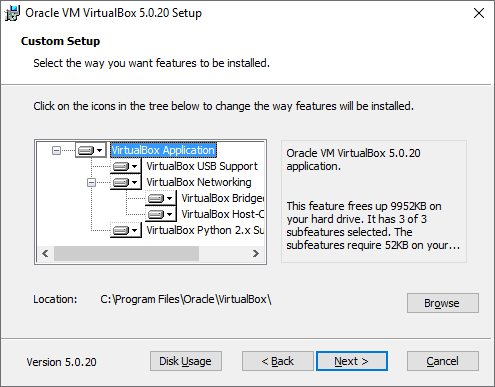 Oracle VM VirtualBox 5.0.20 Setup
Custom Setup
Select the way you want features to be installed.
Click on the icons in the tree below to change the way features will be installed.
VirtualBox Application
VirtualBox USB Support
VirtualBox Networking
VirtualBox Bridge
VirtualBox Host-C
VirtualBox Python 2.x Su
Oracle VM VirtualBox 5.0.20
application.
This feature frees up 9952KB on
your hard drive. It has 3 of 3
subfeatures selected. The
subfeatures require 52KB on your...
Location: C:\Program Files\Oracle\VirtualBox\
Browse
Version 5.0.20 Disk Usage < Back Next > Cancel